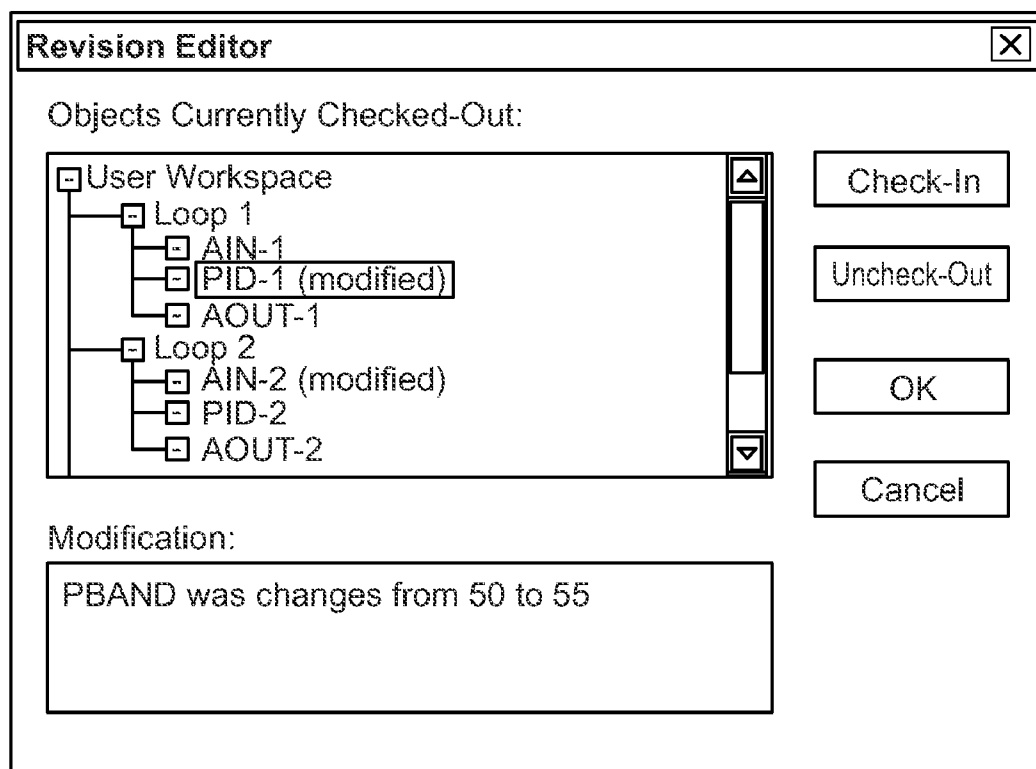 Revision Editor
Objects Currently Checked-Out:
User Workspace
Loop 1
AIN-1
PID-1 (modified)
AOUT-1
Loop 2
AIN-2 (modified)
PID-2
AOUT-2
Check-In
Uncheck-Out
OK
Cancel
Modification:
PBAND was changes from 50 to 55